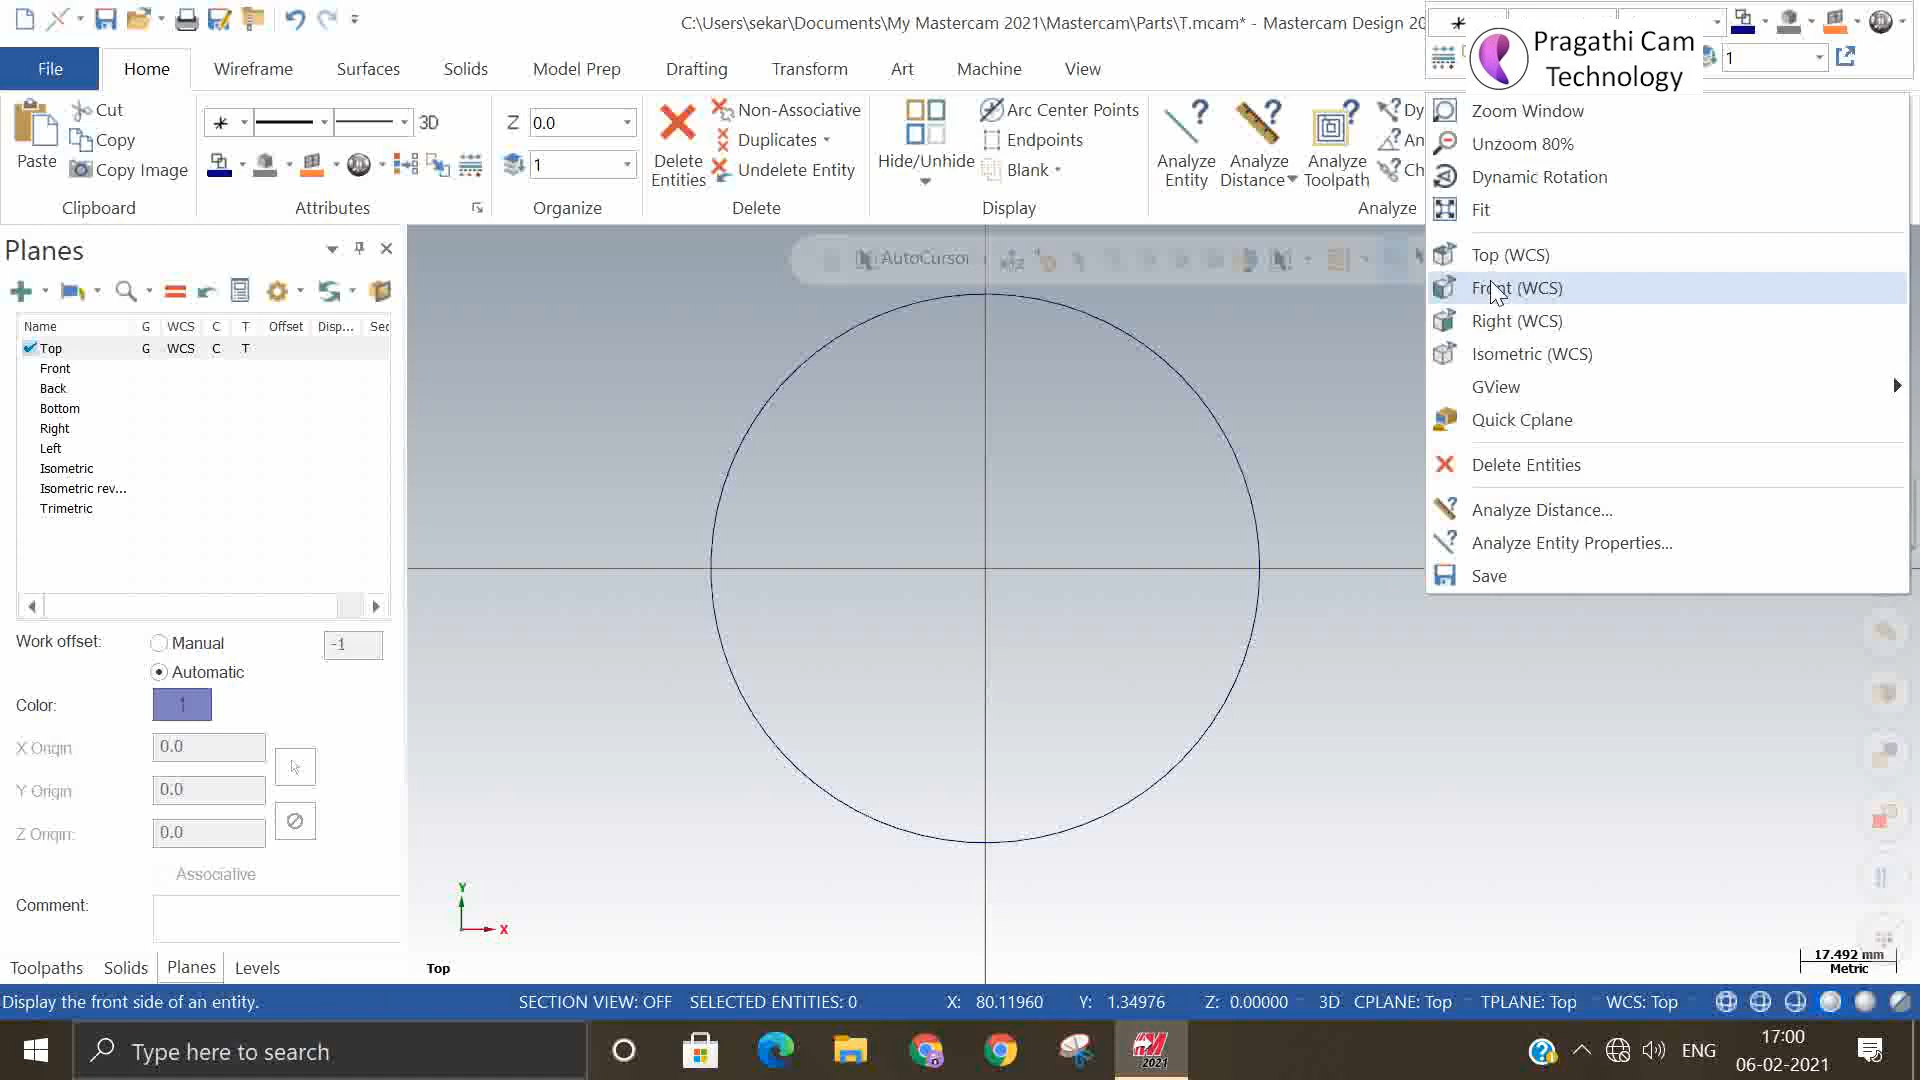 C:\Users\sekar\Documents\My Mastercam 2021\Mastercam\Parts\T.mcam* - Mastercam Design 20
Pragathi Cam
Technology
1
File
Home
Wireframe
Surfaces
Solids
Model Prep
Drafting
Transform
Art
Machine
View
Paste
Cut
Copy
Copy Image
Clipboard
3D
Attributes
Z
0.0
1
Organize
Delete
Entities
Non-Associative
Duplicates
Undelete Entity
Delete
Hide/Unhide
Arc Center Points
Endpoints
Blank
Display
Analyze
Entity
Analyze
Distance
Analyze
Toolpath
Dy
An
Ch
Analyze
Zoom Window
Unzoom 80%
Dynamic Rotation
Fit
Top (WCS)
Front (WCS)
Right (WCS)
Isometric (WCS)
GView
Quick Cplane
Delete Entities
Analyze Distance...
Analyze Entity Properties...
Save
Planes
Name G WCS C T Offset Disp... Sec
Top G WCS C T
Front
Back
Bottom
Right
Left
Isometric
Isometric rev...
Trimetric
Work offset:
Manual
-1
Automatic
Color:
1
X Origin
0.0
Y Origin
0.0
Z Origin:
0.0
Associative
Comment:
Toolpaths
Solids
Planes
Levels
AutoCursor
Y
X
Top
17.492 mm
Metric
Display the front side of an entity.
SECTION VIEW: OFF
SELECTED ENTITIES: 0
X: 80.11960
Y: 1.34976
Z: 0.00000
3D
CPLANE: Top
TPLANE: Top
WCS: Top
Type here to search
2021
ENG
17:00
06-02-2021